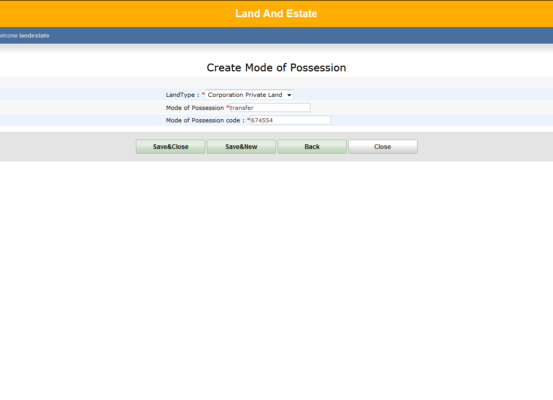 Land And Estate
elcome landestate
Create Mode of Possession
LandType : * Corporation Private Land
Mode of Possession *transfer
Mode of Possession code : *674554
Save&Close Save&New Back Close